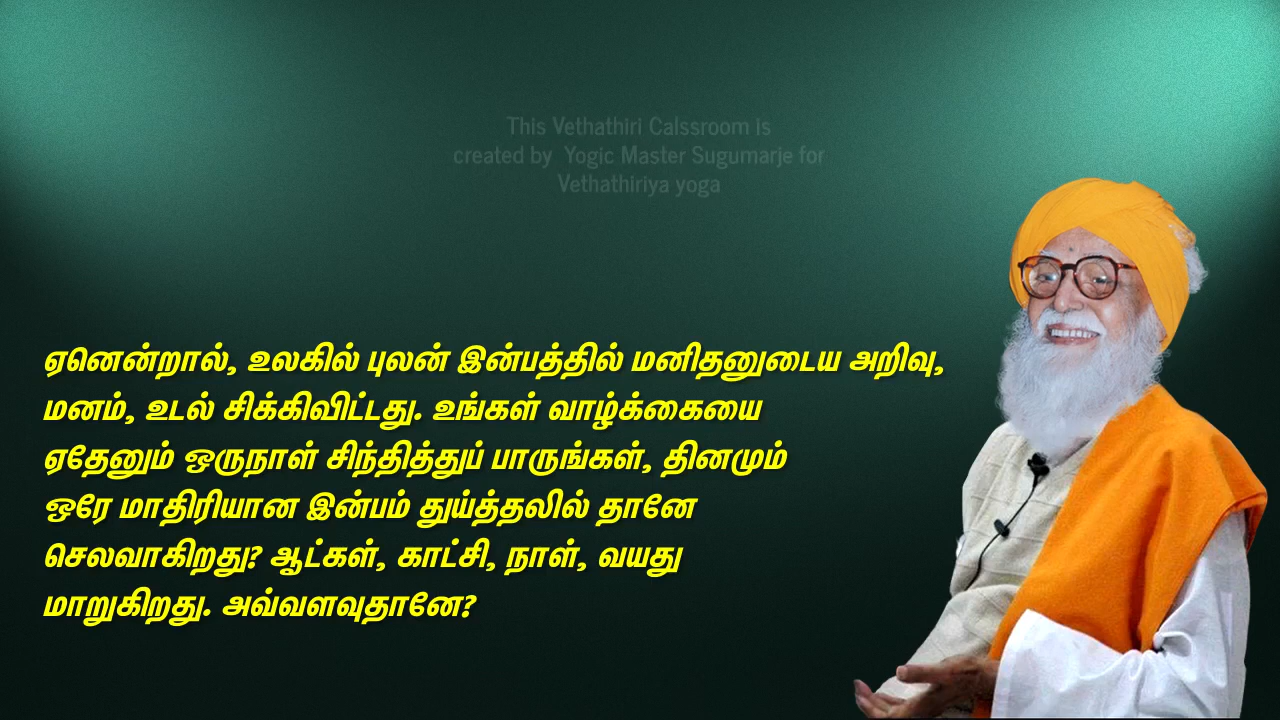 This Vethathiri Calssroom is
created by Yogic Master Sugumarje for
Vethathiriya yoga
ஏனென்றால், உலகில் புலன் இன்பத்தில் மனிதனுடைய அறிவு,
மனம், உடல் சிக்கிவிட்டது. உங்கள் வாழ்க்கையை
ஏதேனும் ஒருநாள் சிந்தித்துப் பாருங்கள், தினமும்
ஒரே மாதிரியான இன்பம் துய்த்தலில் தானே
செலவாகிறது? ஆட்கள், காட்சி, நாள், வயது
மாறுகிறது. அவ்வளவுதானே?